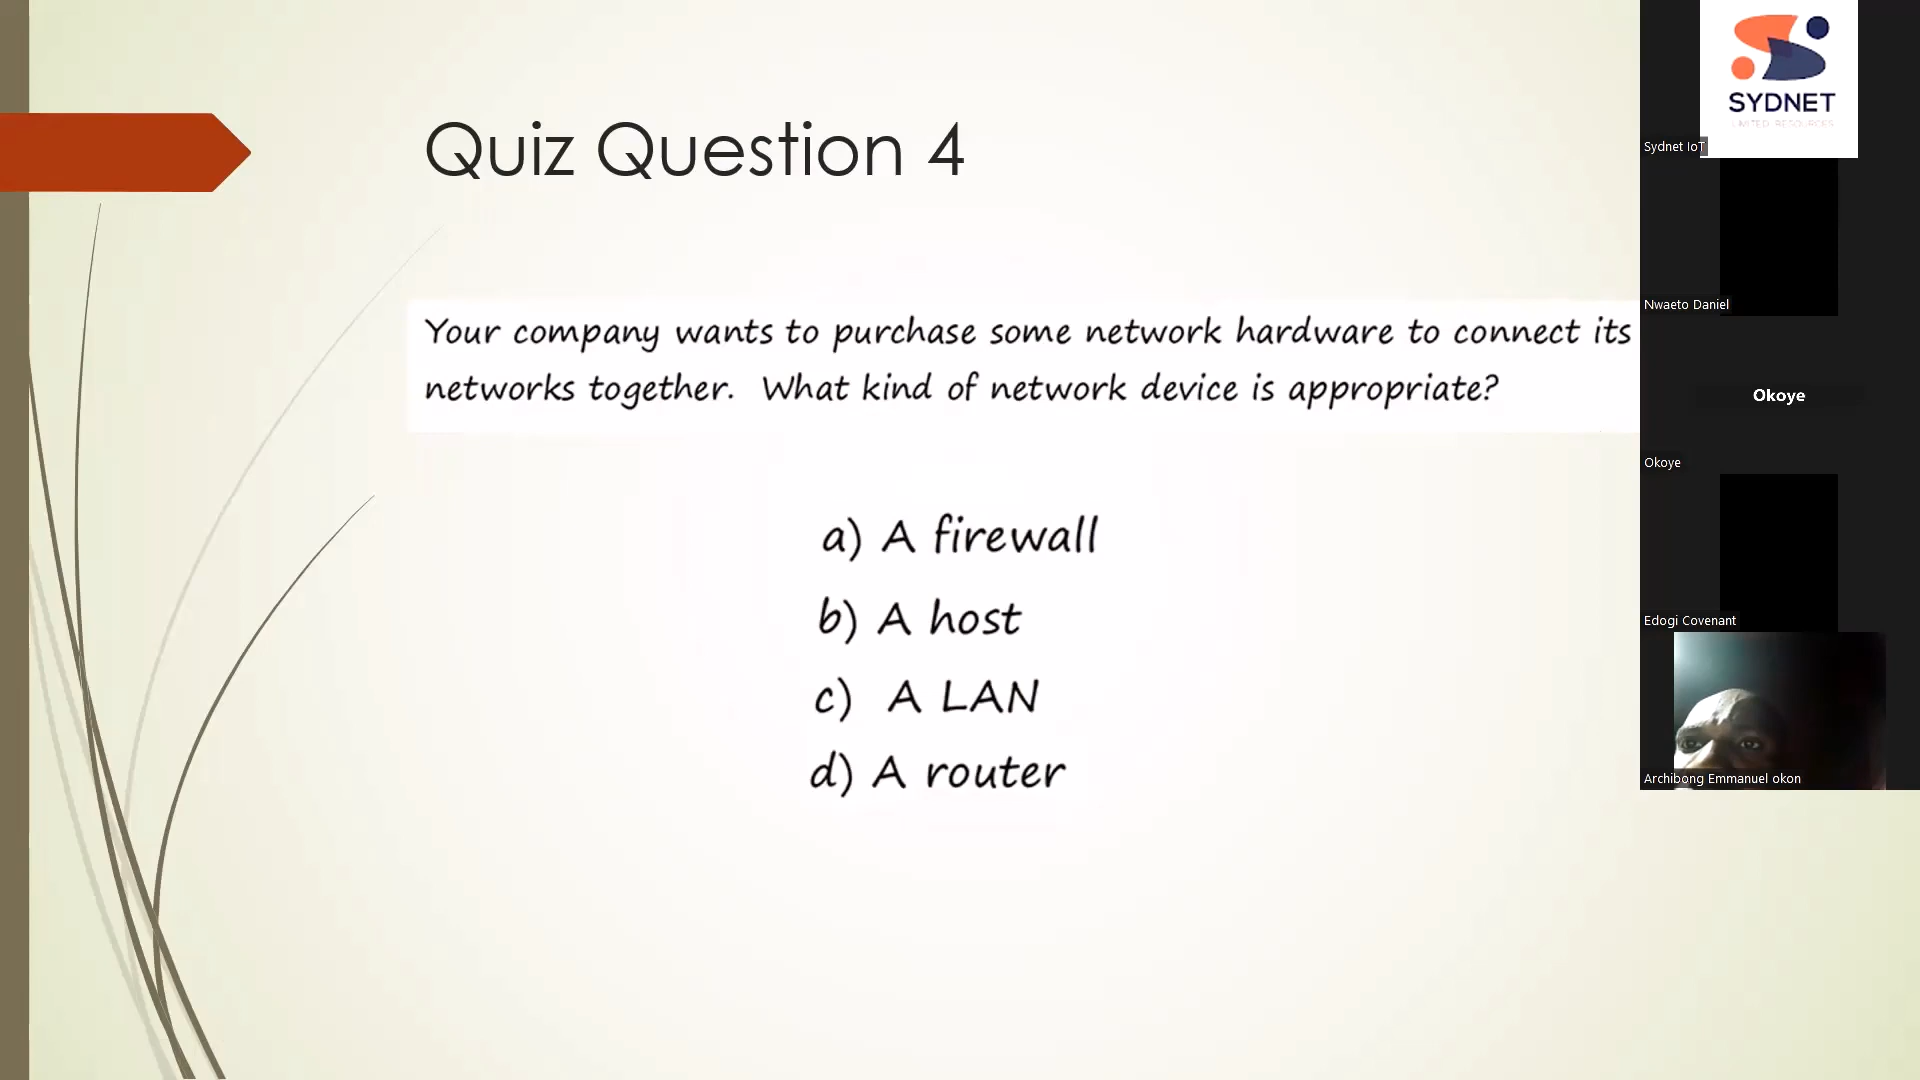 Quiz Question 4
Your company wants to purchase some network hardware to connect its
networks together. What kind of network device is appropriate?
a) A firewall
b) A host
c) A LAN
d) A router
SYDNET
LIMITED RESOURCES
Sydnet IoT
Nwaeto Daniel
Okoye
Okoye
Edogi Covenant
Archibong Emmanuel okon